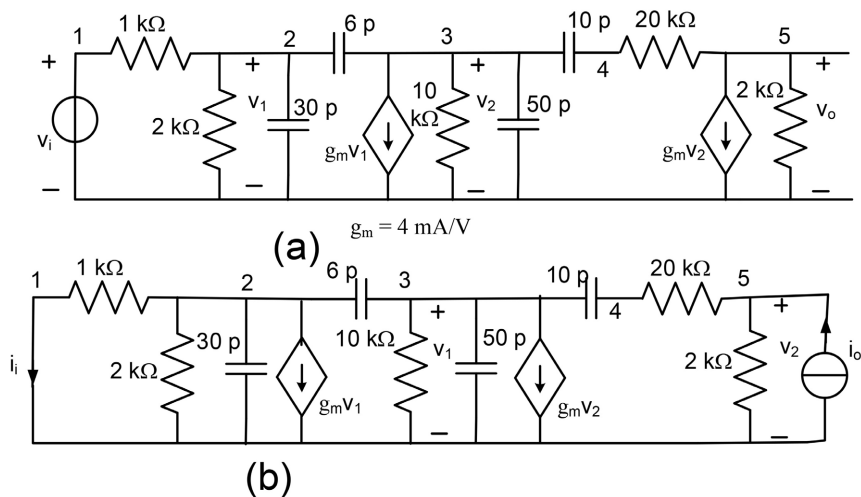 1 kΩ
6 p
10 p
20 kΩ
1
2
3
4
5
+
+
+
+
v₁
30 p
10
kΩ
v₂
50 p
2 kΩ
vₒ
vᵢ
2 kΩ
gₘv₁
gₘv₂
−
−
−
−
gₘ = 4 mA/V
(a)
1 kΩ
6 p
10 p
20 kΩ
1
2
3
4
5
+
+
30 p
10 kΩ
v₁
50 p
v₂
iₒ
iᵢ
2 kΩ
2 kΩ
gₘv₁
gₘv₂
−
−
(b)